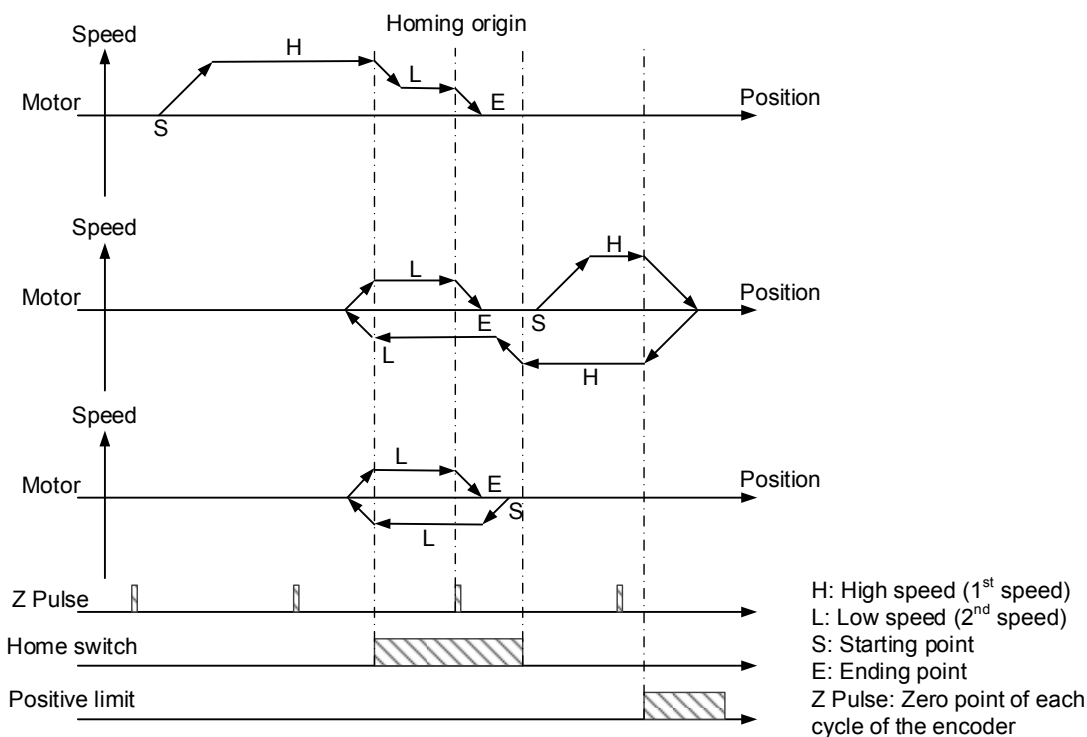 Homing origin
Speed
H
L
Motor
E
Position
S
Speed
H
L
Motor
Position
E
S
L
H
Speed
L
Position
Motor
E
S
L
Z Pulse
Home switch
Positive limit
H: High speed (1st speed)
L: Low speed (2nd speed)
S: Starting point
E: Ending point
Z Pulse: Zero point of each
cycle of the encoder